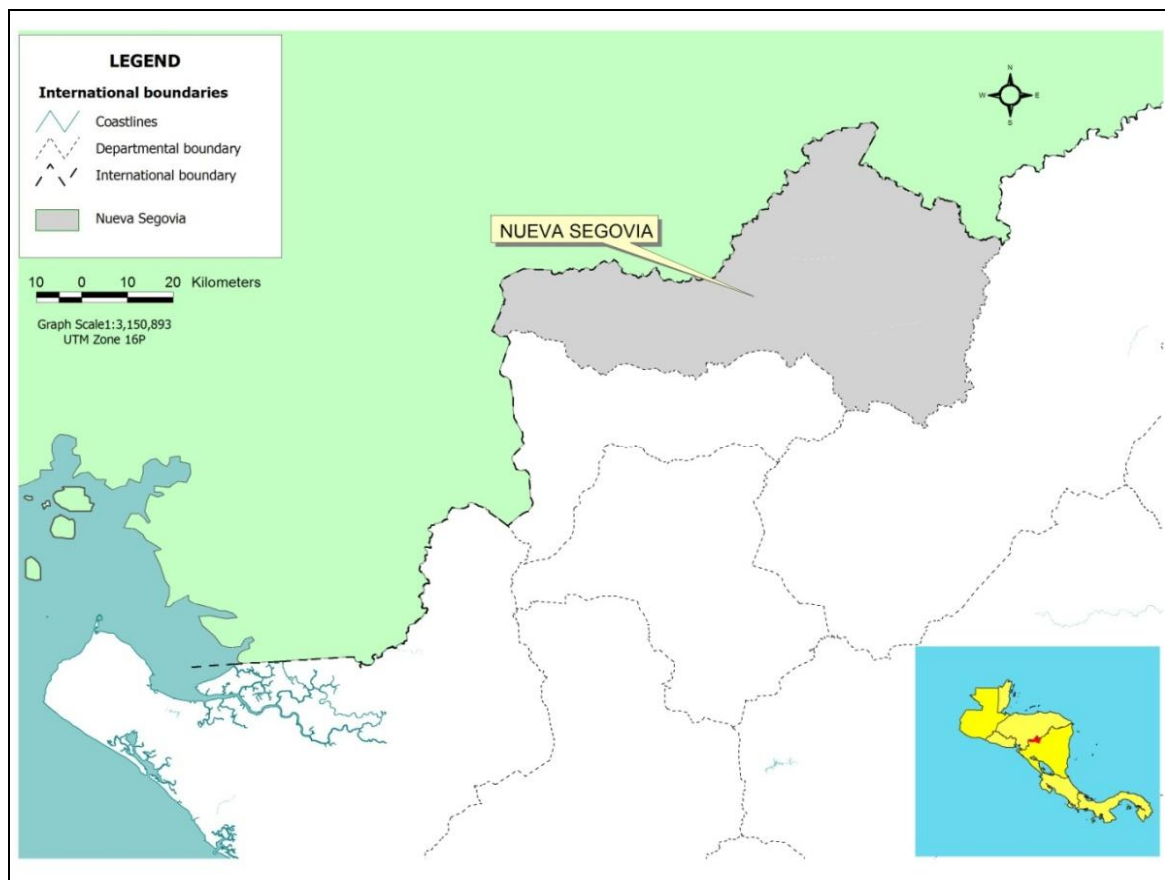 LEGEND
International boundaries
Coastlines
Departmental boundary
International boundary
Nueva Segovia
10 0 10 20 Kilometers
Graph Scale1:3,150,893
UTM Zone 16P
N
W E
S
NUEVA SEGOVIA